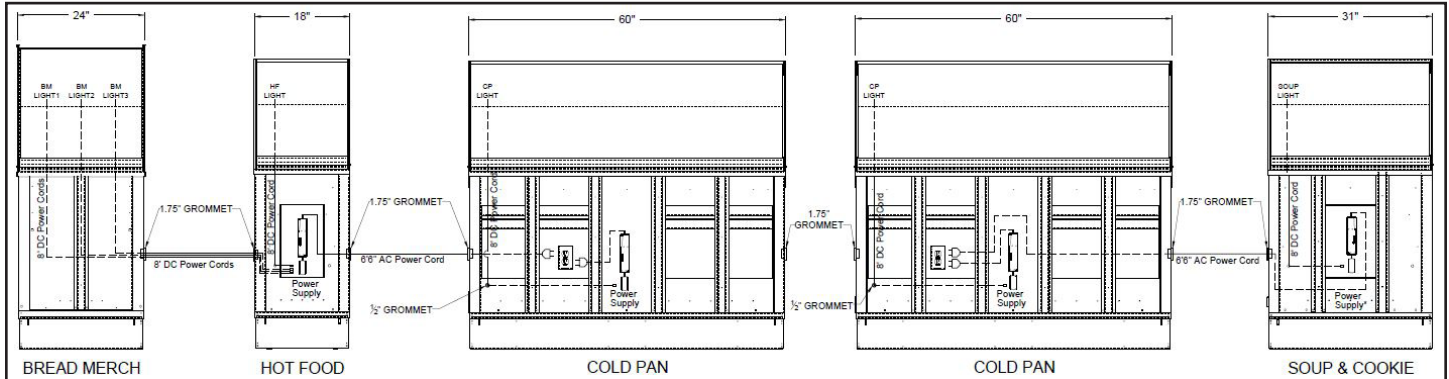 24"
18"
60"
60"
31"
BM
LIGHT1
BM
LIGHT2
BM
LIGHT3
HF
LIGHT
CP
LIGHT
CP
LIGHT
SOUP
LIGHT
8' DC Power Cords
8' DC Power Cord
8' DC Power Cord
8' DC Power Cord
8' DC Power Cord
1.75" GROMMET
1.75" GROMMET
1.75"
GROMMET
1.75" GROMMET
8' DC Power Cords
6'6" AC Power Cord
6'6" AC Power Cord
Power
Supply
Power
Supply
Power
Supply
Power
Supply*
½" GROMMET
½" GROMMET
BREAD MERCH
HOT FOOD
COLD PAN
COLD PAN
SOUP & COOKIE